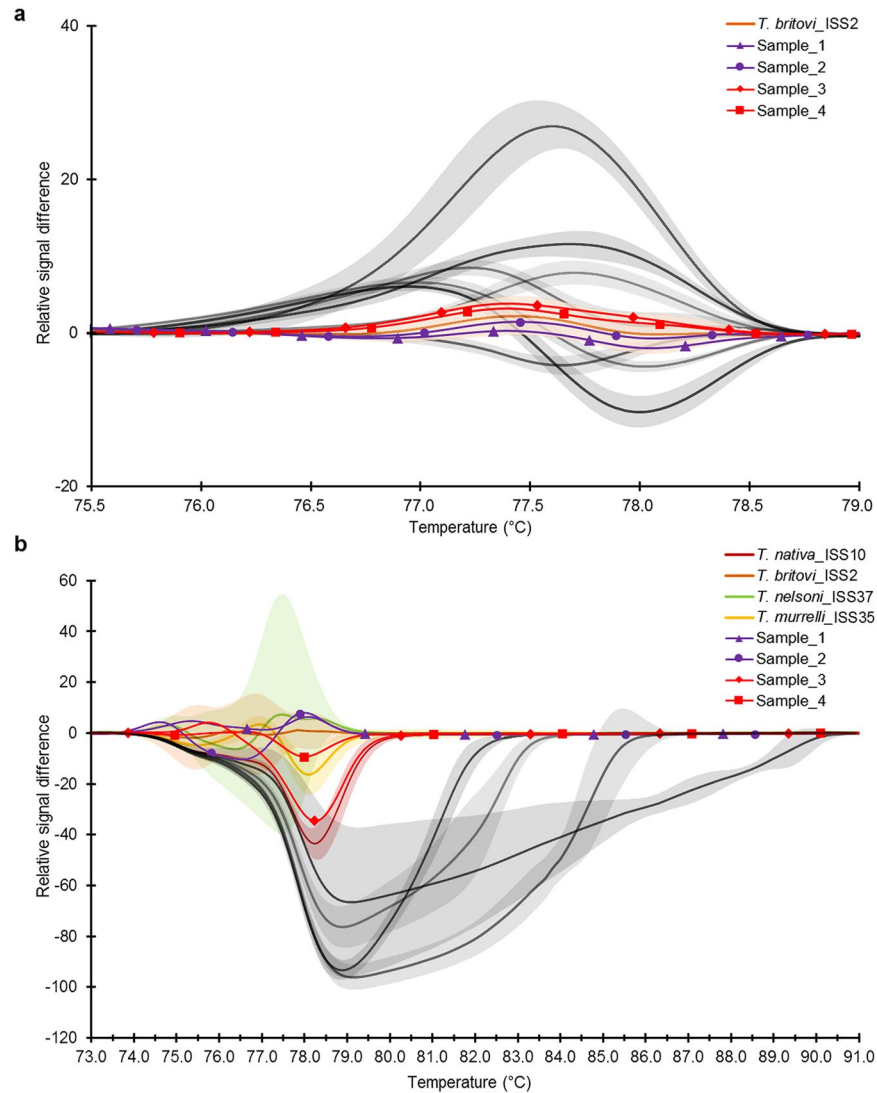 a
T. britovi_ISS2
Sample_1
Sample_2
Sample_3
Sample_4
Relative signal difference
40
20
0
-20
75.5 76.0 76.5 77.0 77.5 78.0 78.5 79.0
Temperature (°C)
b
T. nativa_ISS10
T. britovi_ISS2
T. nelsoni_ISS37
T. murrelli_ISS35
Sample_1
Sample_2
Sample_3
Sample_4
Relative signal difference
60
40
20
0
-20
-40
-60
-80
-100
-120
73.0 74.0 75.0 76.0 77.0 78.0 79.0 80.0 81.0 82.0 83.0 84.0 85.0 86.0 87.0 88.0 89.0 90.0 91.0
Temperature (°C)